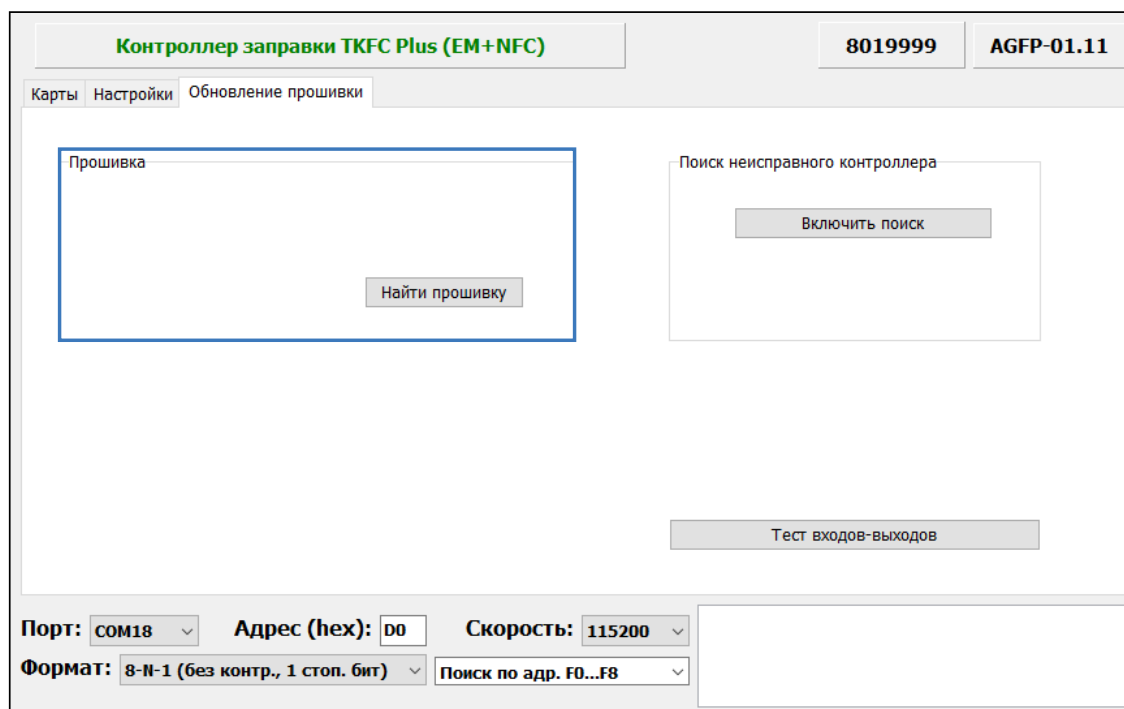 Контроллер заправки TKFC Plus (EM+NFC) 8019999 AGFP-01.11
Карты Настройки Обновление прошивки
Прошивка Поиск неисправного контроллера
Включить поиск
Найти прошивку
Тест входов-выходов
Порт: COM18 Адрес (hex): D0 Скорость: 115200
Формат: 8-N-1 (без контр., 1 стоп. бит) Поиск по адр. F0...F8